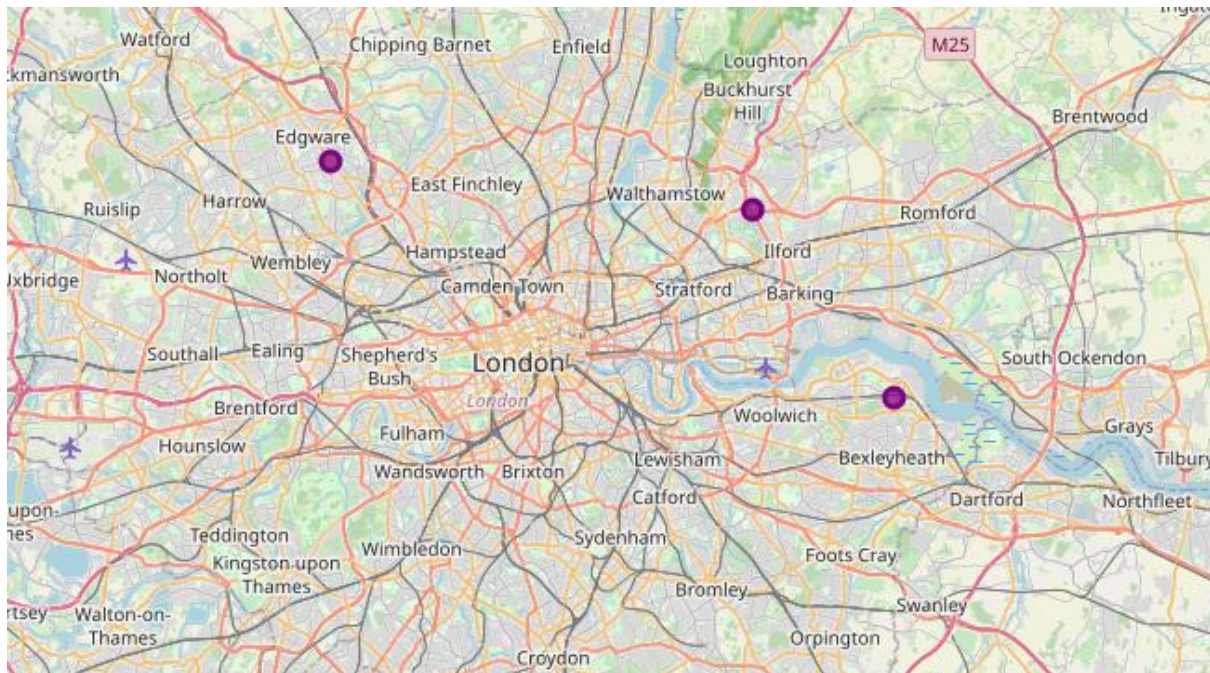 Watford
Chipping Barnet
Enfield
M25
Loughton
Buckhurst
Hill
Brentwood
Edgware
East Finchley
Walthamstow
Ruislip
Harrow
Romford
Hampstead
Ilford
Wembley
Northolt
Camden Town
Stratford
Barking
Southall
Ealing
Shepherd's
Bush
London
South Ockendon
London
Brentford
Woolwich
Grays
Hounslow
Fulham
Wandsworth
Brixton
Lewisham
Bexleyheath
Tilbury
Catford
Dartford
Northfleet
Teddington
Wimbledon
Sydenham
Foots Cray
Kingston upon
Thames
Bromley
Walton-on-
Thames
Swanley
Orpington
Croydon